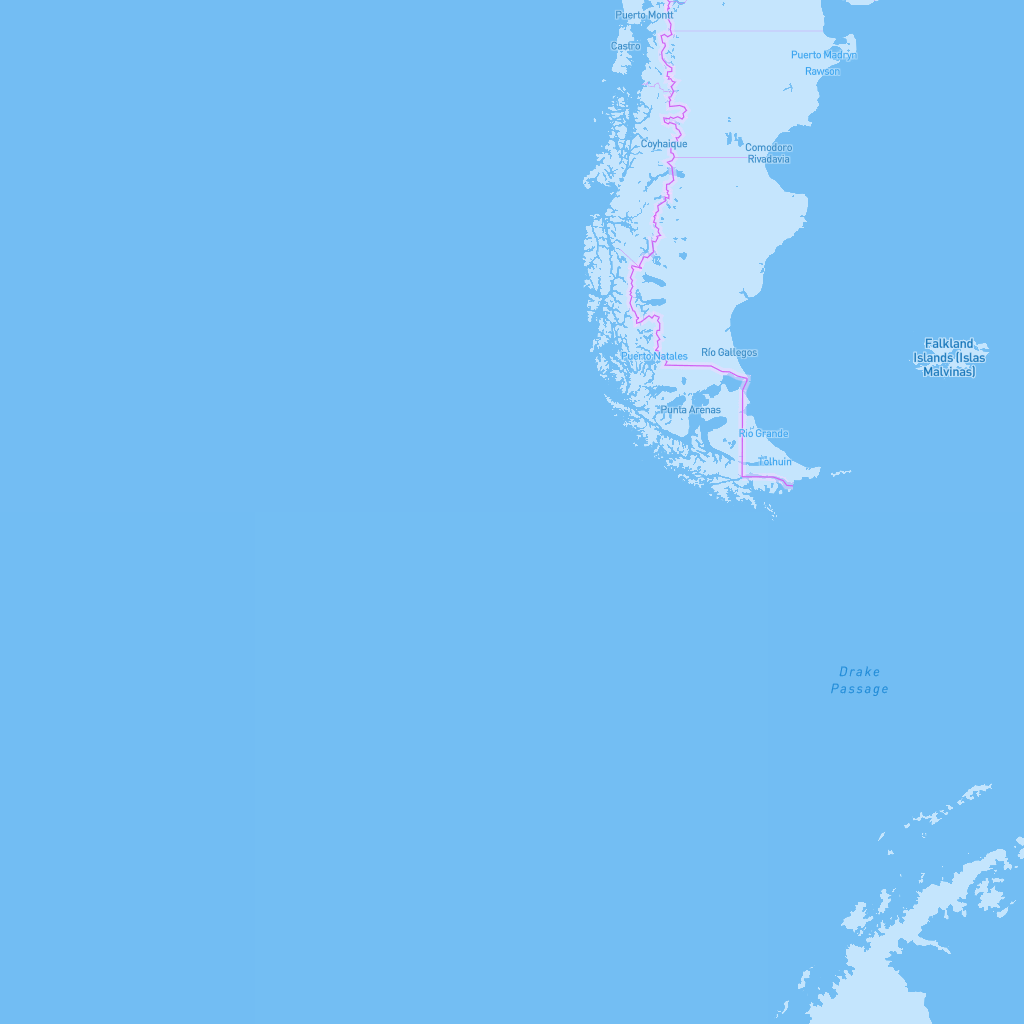 Puerto Montt
Castro
Puerto Madryn
Rawson
Coyhaique
Comodoro
Rivadavia
Falkland
Islands (Islas
Malvinas)
Río Gallegos
Puerto Natales
Punta Arenas
Río Grande
Tolhuin
Drake
Passage